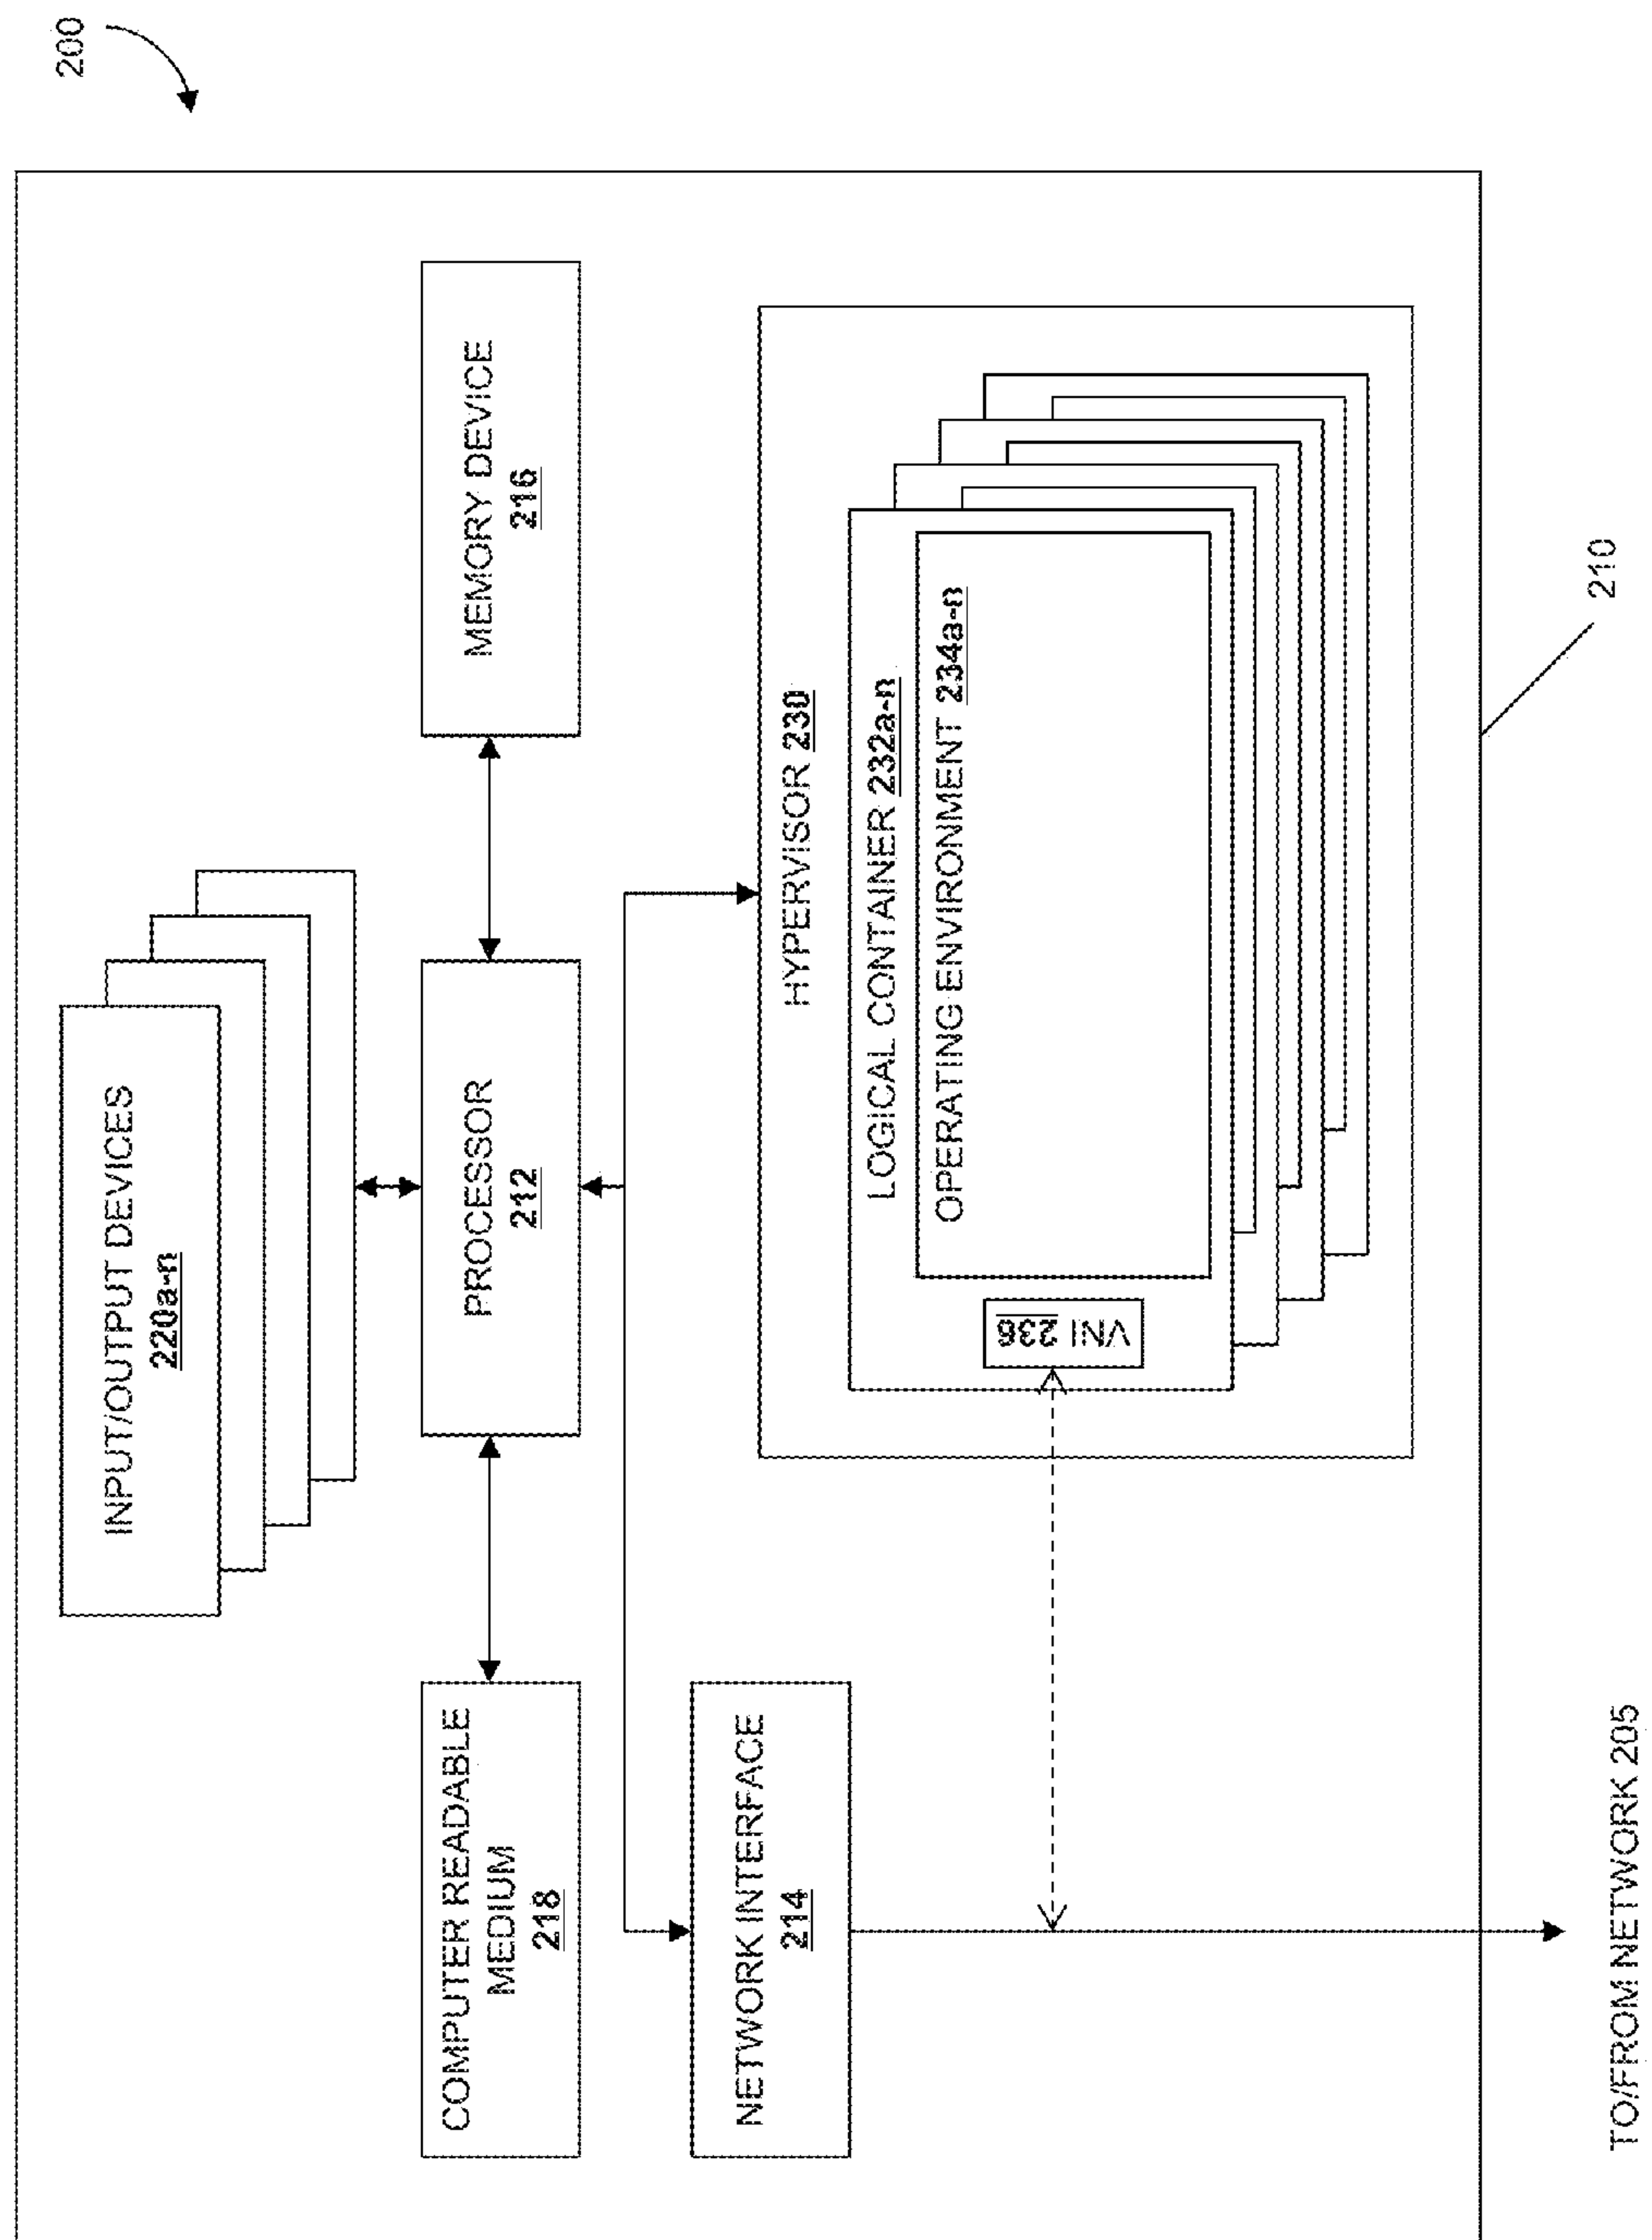 200
INPUT/OUTPUT DEVICES
220a-n
COMPUTER READABLE
MEDIUM
218
PROCESSOR
212
MEMORY DEVICE
216
NETWORK INTERFACE
214
HYPERVISOR 230
LOGICAL CONTAINER 232a-n
OPERATING ENVIRONMENT 234a-n
VNI 236
210
TO/FROM NETWORK 205